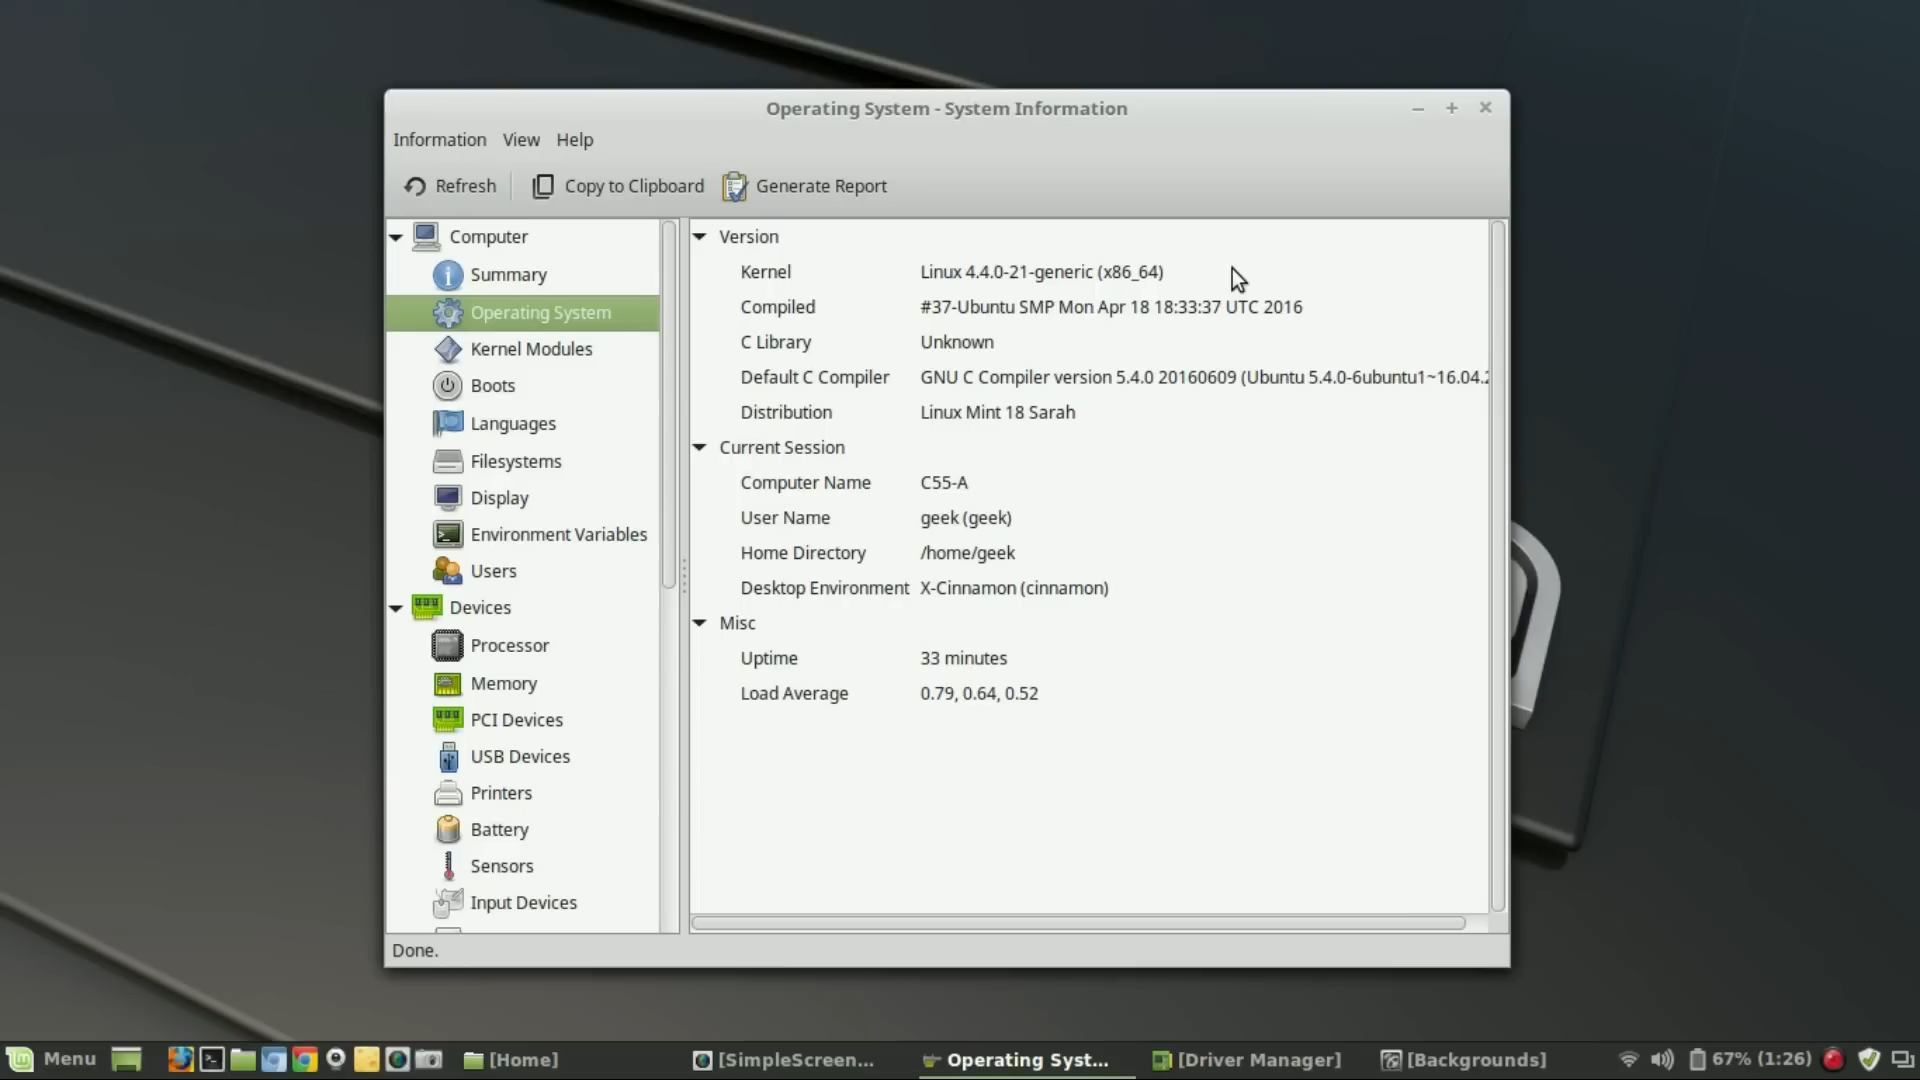 Operating System - System Information
Information View Help
Refresh Copy to Clipboard Generate Report
Computer
Summary
Operating System
Kernel Modules
Boots
Languages
Filesystems
Display
Environment Variables
Users
Devices
Processor
Memory
PCI Devices
USB Devices
Printers
Battery
Sensors
Input Devices
Version
Kernel Linux 4.4.0-21-generic (x86_64)
Compiled #37-Ubuntu SMP Mon Apr 18 18:33:37 UTC 2016
C Library Unknown
Default C Compiler GNU C Compiler version 5.4.0 20160609 (Ubuntu 5.4.0-6ubuntu1~16.04.2
Distribution Linux Mint 18 Sarah
Current Session
Computer Name C55-A
User Name geek (geek)
Home Directory /home/geek
Desktop Environment X-Cinnamon (cinnamon)
Misc
Uptime 33 minutes
Load Average 0.79, 0.64, 0.52
Done.
Menu [Home] [SimpleScreen... Operating Syst... [Driver Manager] [Backgrounds] 67% (1:26)